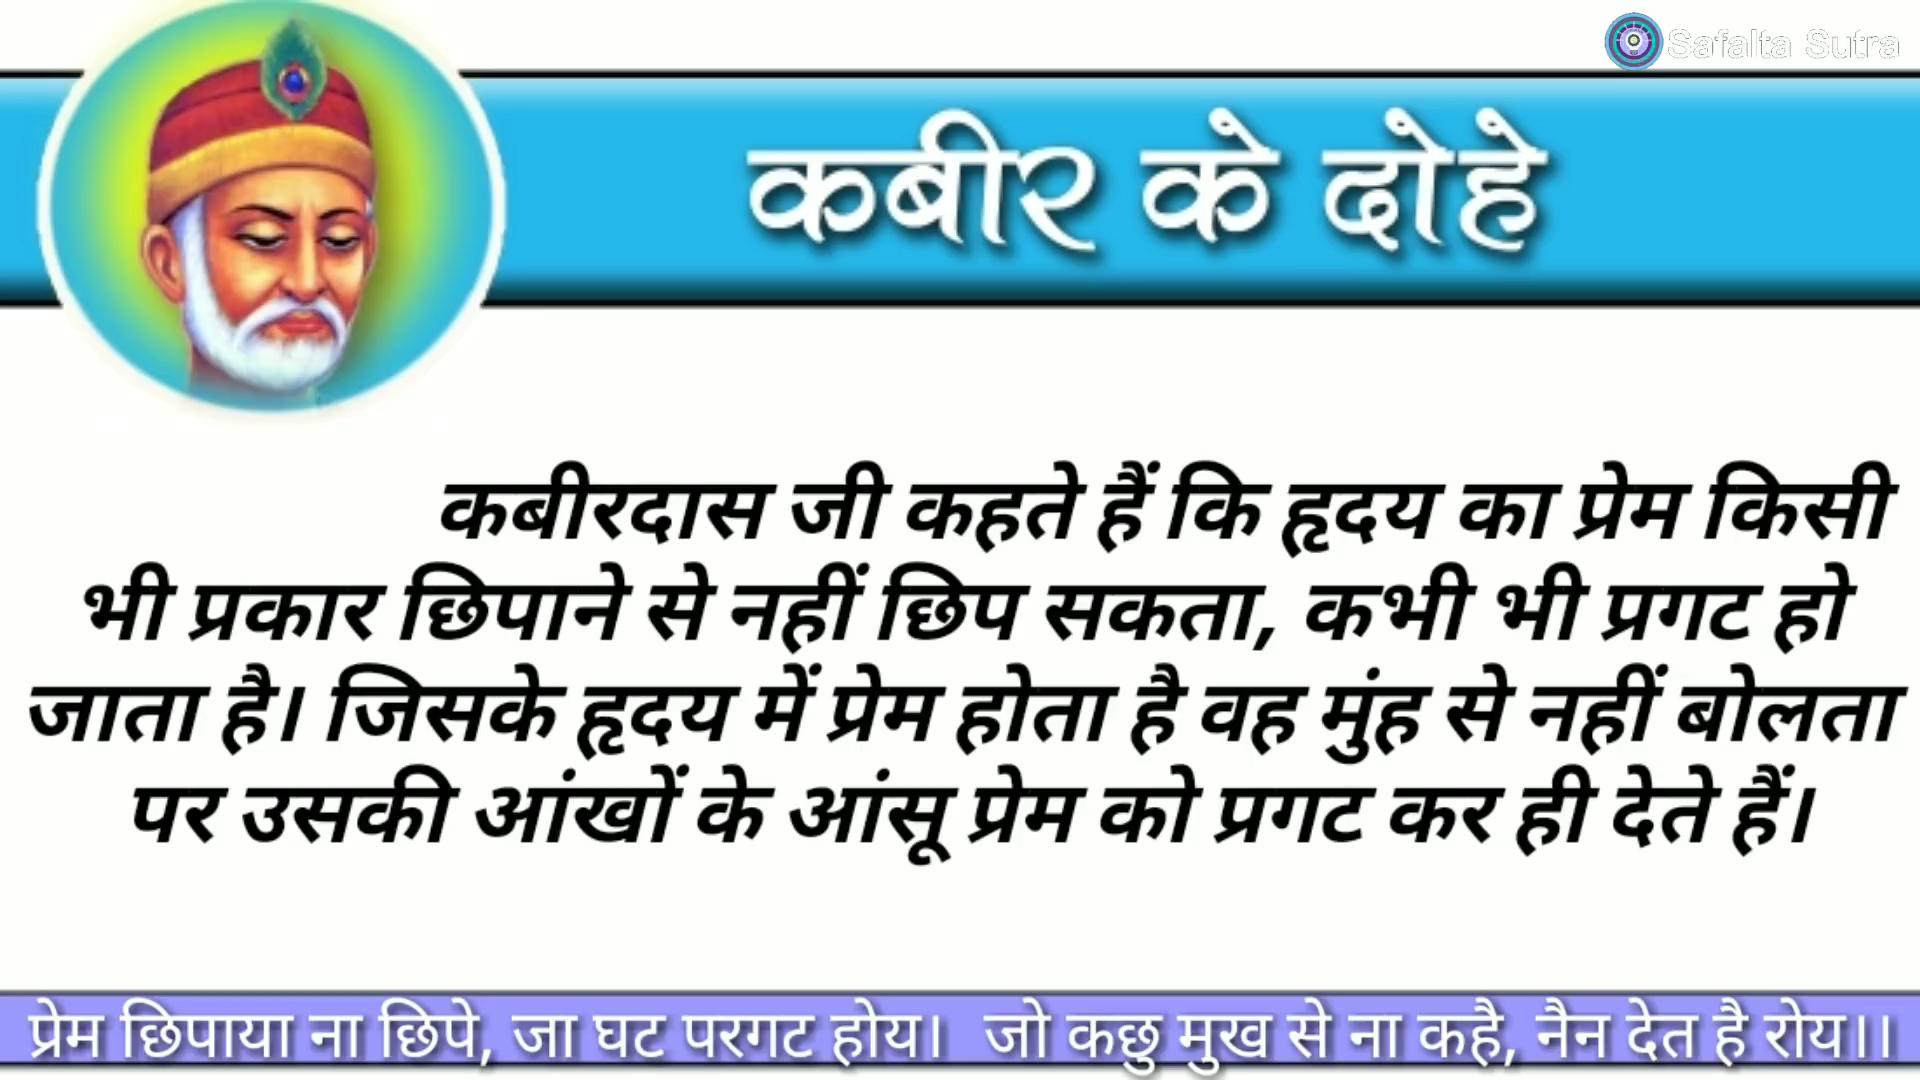 Safalta Sutra
कबीर के दोहे
कबीरदास जी कहते हैं कि हृदय का प्रेम किसी
भी प्रकार छिपाने से नहीं छिप सकता, कभी भी प्रगट हो
जाता है। जिसके हृदय में प्रेम होता है वह मुंह से नहीं बोलता
पर उसकी आंखों के आंसू प्रेम को प्रगट कर ही देते हैं।
प्रेम छिपाया ना छिपे, जा घट परगट होय। जो कछु मुख से ना कहै, नैन देत है रोय।।